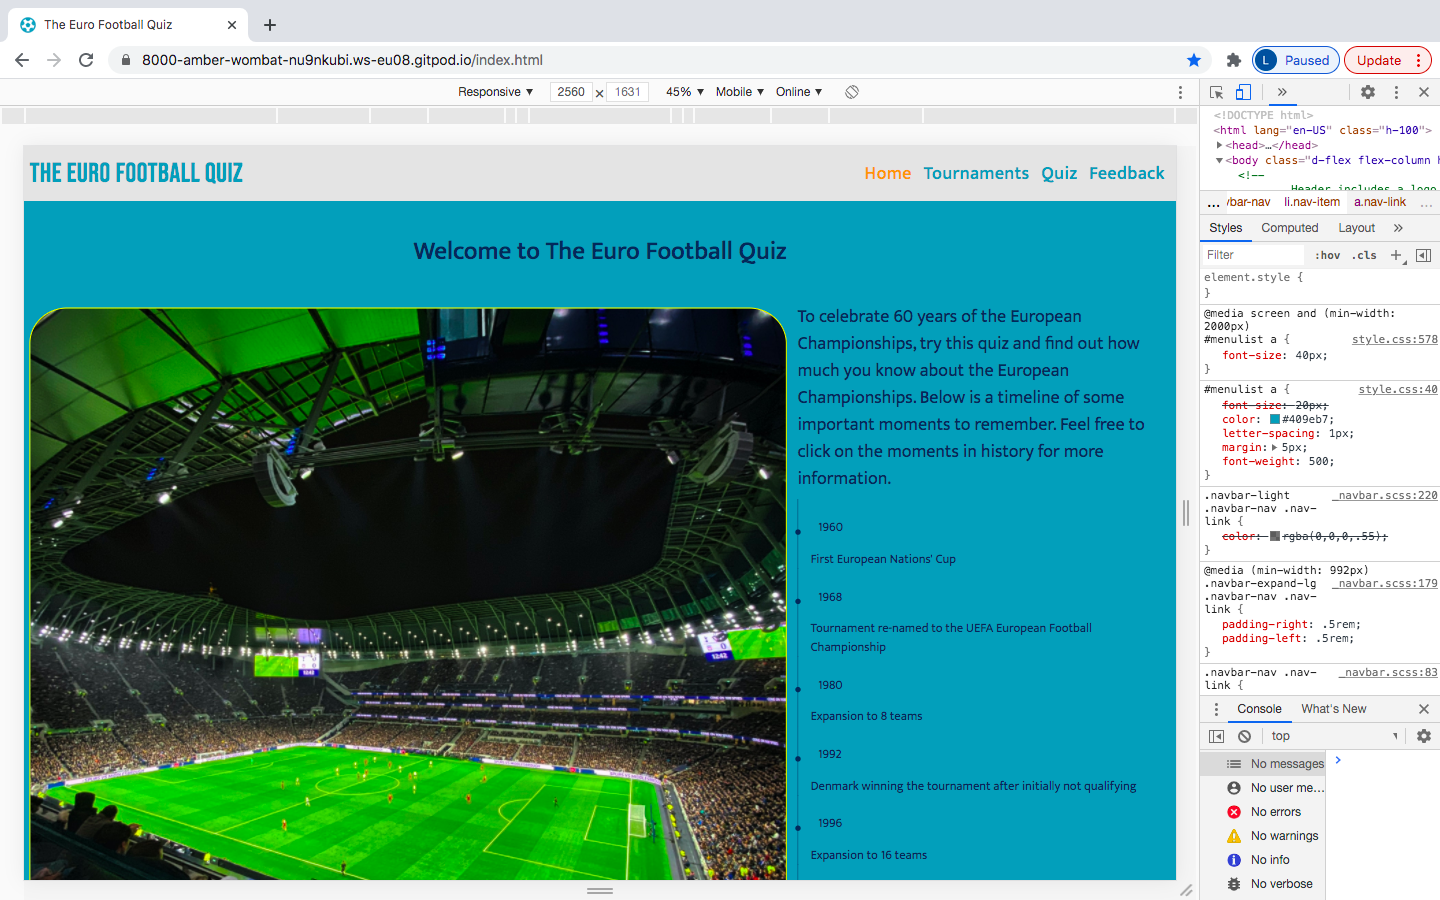 The Euro Football Quiz
8000-amber-wombat-nu9nkubi.ws-eu08.gitpod.io/index.html
L Paused
Update
Responsive ▼ 2560 × 1631 45% ▼ Mobile ▼ Online ▼
<!DOCTYPE html>
<html lang="en-US" class="h-100">
<head>…</head>
<body class="d-flex flex-column h
<!--
Header includes a logo
... vbar-nav li.nav-item a.nav-link ...
Styles Computed Layout »
Filter :hov .cls +
element.style {
}
@media screen and (min-width: 2000px)
#menulist a { style.css:578
font-size: 40px;
}
#menulist a { style.css:40
font-size: 20px;
color: #409eb7;
letter-spacing: 1px;
margin: 5px;
font-weight: 500;
}
.navbar-light _navbar.scss:220
.navbar-nav .nav-
link {
color: rgba(0,0,0,.55);
}
@media (min-width: 992px)
.navbar-expand-lg _navbar.scss:179
.navbar-nav .nav-
link {
padding-right: .5rem;
padding-left: .5rem;
}
.navbar-nav .nav- _navbar.scss:83
link {
Console What's New
top
No messages
No user me...
No errors
No warnings
No info
No verbose
THE EURO FOOTBALL QUIZ
Home Tournaments Quiz Feedback
Welcome to The Euro Football Quiz
To celebrate 60 years of the European
Championships, try this quiz and find out how
much you know about the European
Championships. Below is a timeline of some
important moments to remember. Feel free to
click on the moments in history for more
information.
1960
First European Nations' Cup
1968
Tournament re-named to the UEFA European Football
Championship
1980
Expansion to 8 teams
1992
Denmark winning the tournament after initially not qualifying
1996
Expansion to 16 teams